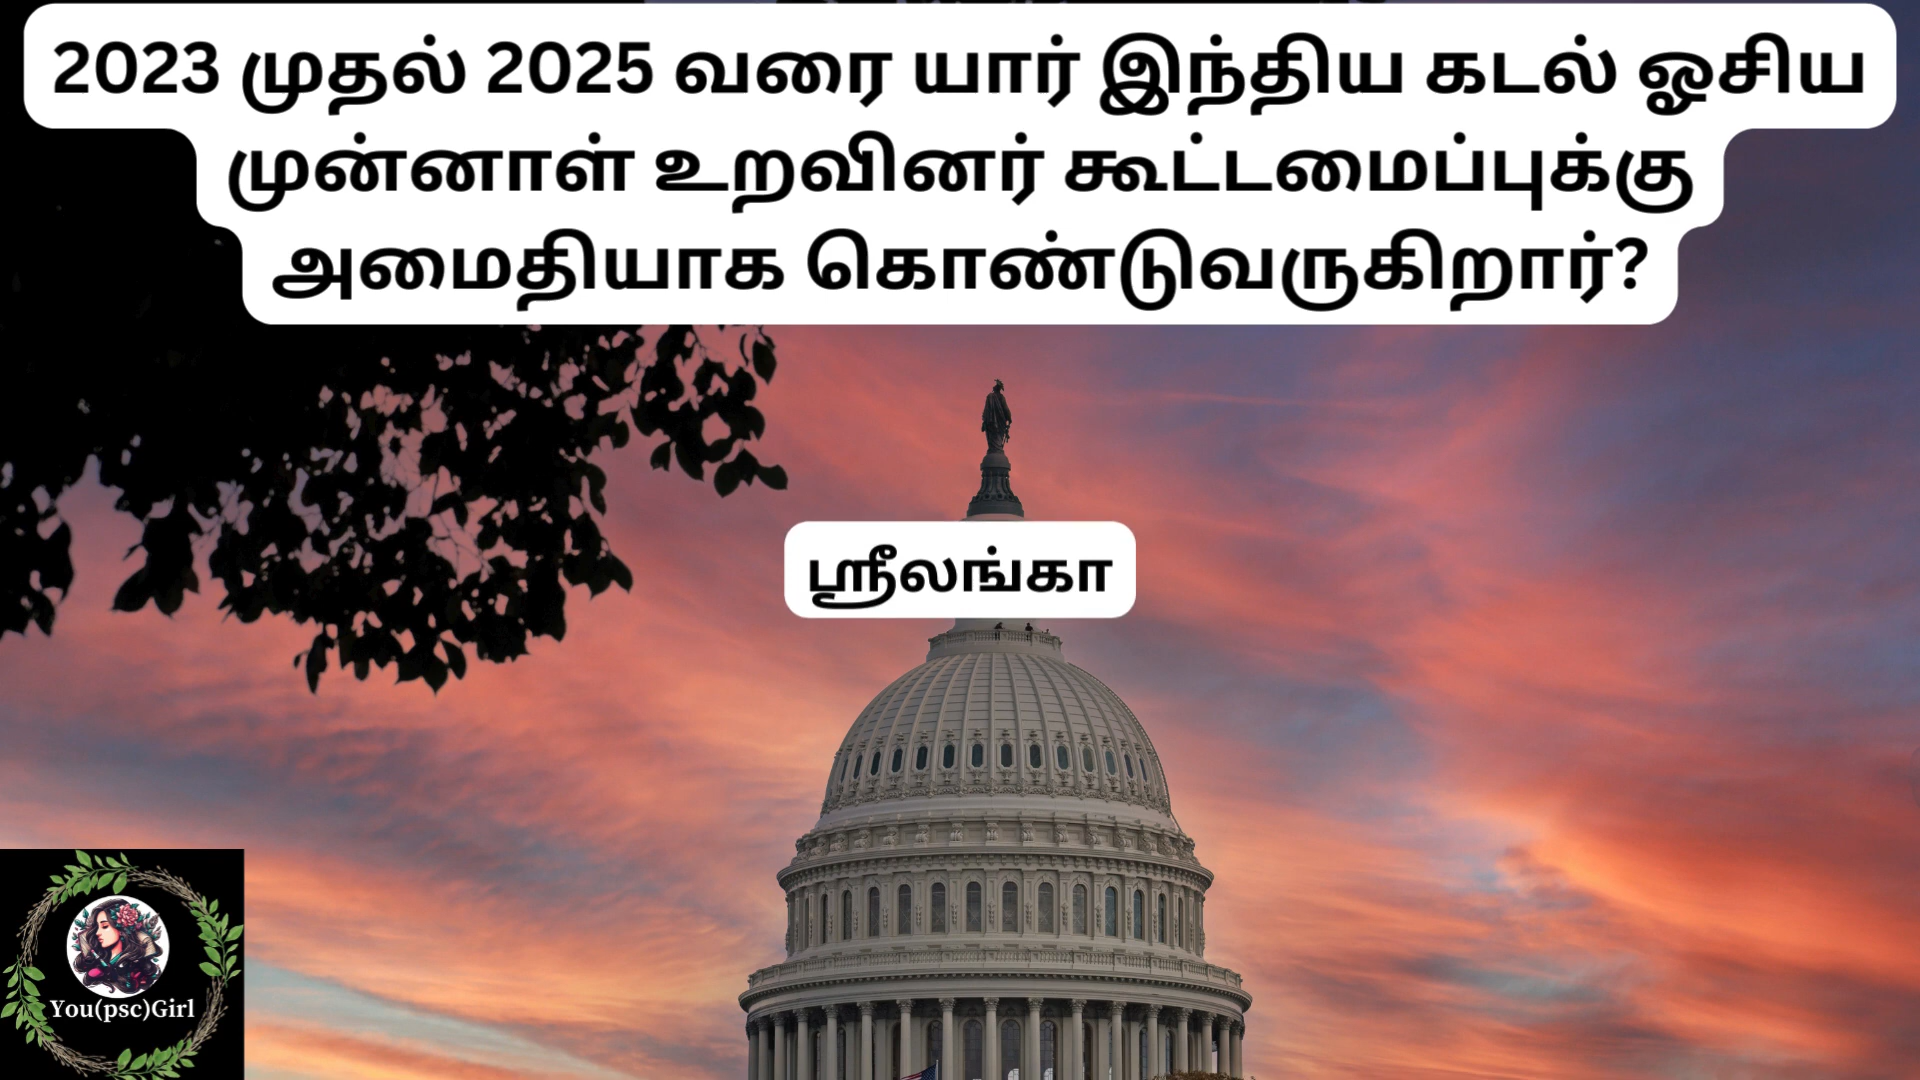 2023 முதல் 2025 வரை யார் இந்திய கடல் ஓசிய
முன்னாள் உறவினர் கூட்டமைப்புக்கு
அமைதியாக கொண்டுவருகிறார்?
ஸ்ரீலங்கா
You(psc)Girl